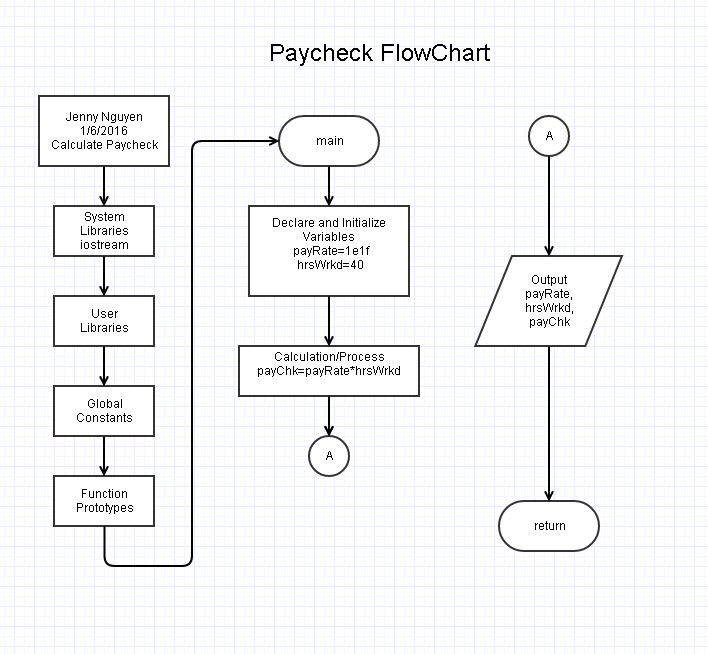 Paycheck FlowChart
Jenny Nguyen
1/6/2016
Calculate Paycheck
System
Libraries
iostream
User
Libraries
Global
Constants
Function
Prototypes
main
Declare and Initialize
Variables
payRate=1e1f
hrsWrkd=40
Calculation/Process
payChk=payRate*hrsWrkd
A
A
Output
payRate,
hrsWrkd,
payChk
return